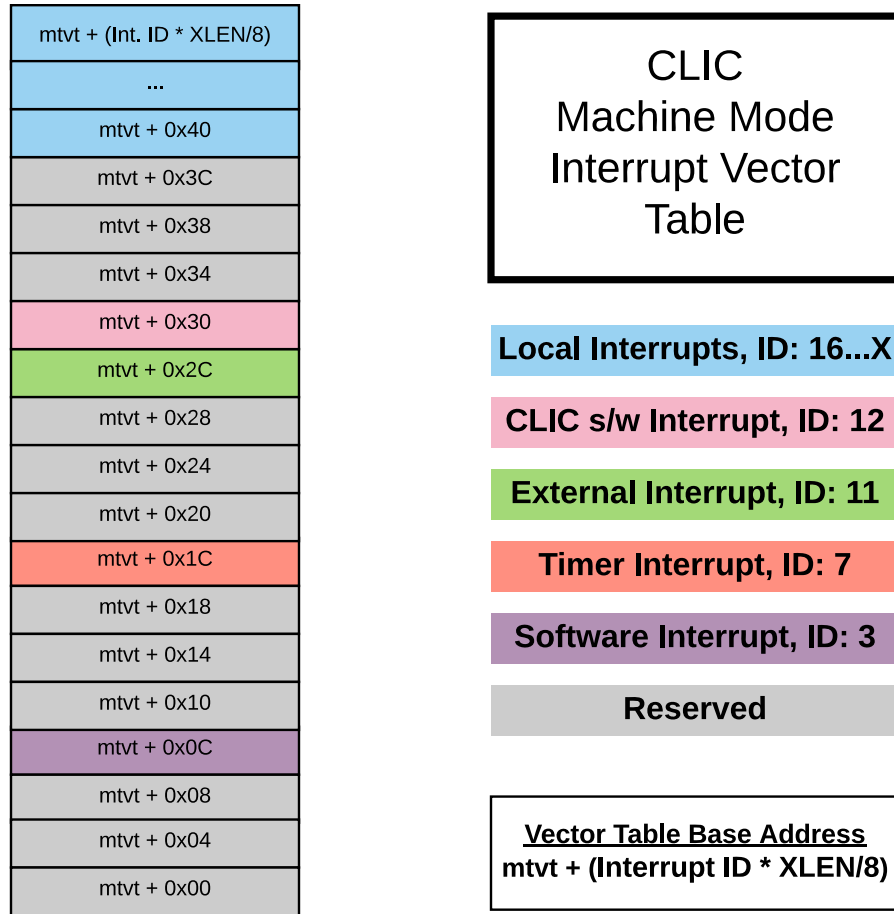 mtvt + (Int. ID * XLEN/8)
...
mtvt + 0x40
mtvt + 0x3C
mtvt + 0x38
mtvt + 0x34
mtvt + 0x30
mtvt + 0x2C
mtvt + 0x28
mtvt + 0x24
mtvt + 0x20
mtvt + 0x1C
mtvt + 0x18
mtvt + 0x14
mtvt + 0x10
mtvt + 0x0C
mtvt + 0x08
mtvt + 0x04
mtvt + 0x00
CLIC
Machine Mode
Interrupt Vector
Table
Local Interrupts, ID: 16...X
CLIC s/w Interrupt, ID: 12
External Interrupt, ID: 11
Timer Interrupt, ID: 7
Software Interrupt, ID: 3
Reserved
Vector Table Base Address
mtvt + (Interrupt ID * XLEN/8)